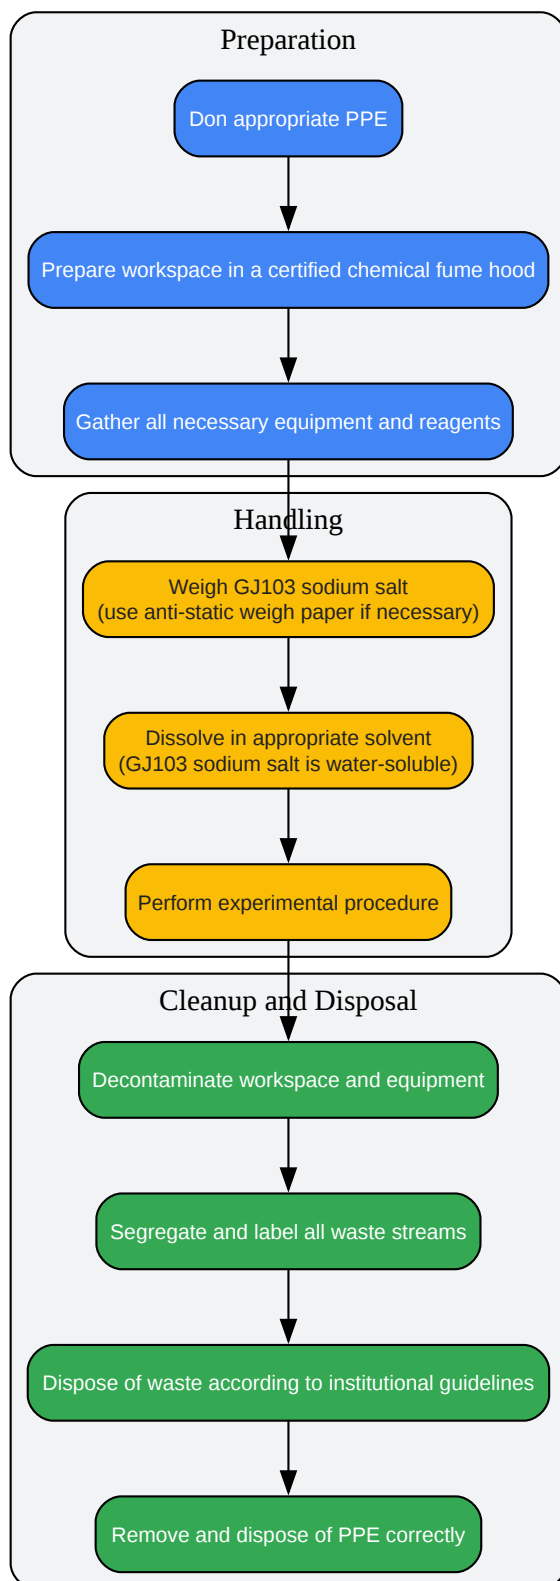 Preparation
Don appropriate PPE
Prepare workspace in a certified chemical fume hood
Gather all necessary equipment and reagents
Handling
Weigh GJ103 sodium salt
(use anti-static weigh paper if necessary)
Dissolve in appropriate solvent
(GJ103 sodium salt is water-soluble)
Perform experimental procedure
Cleanup and Disposal
Decontaminate workspace and equipment
Segregate and label all waste streams
Dispose of waste according to institutional guidelines
Remove and dispose of PPE correctly